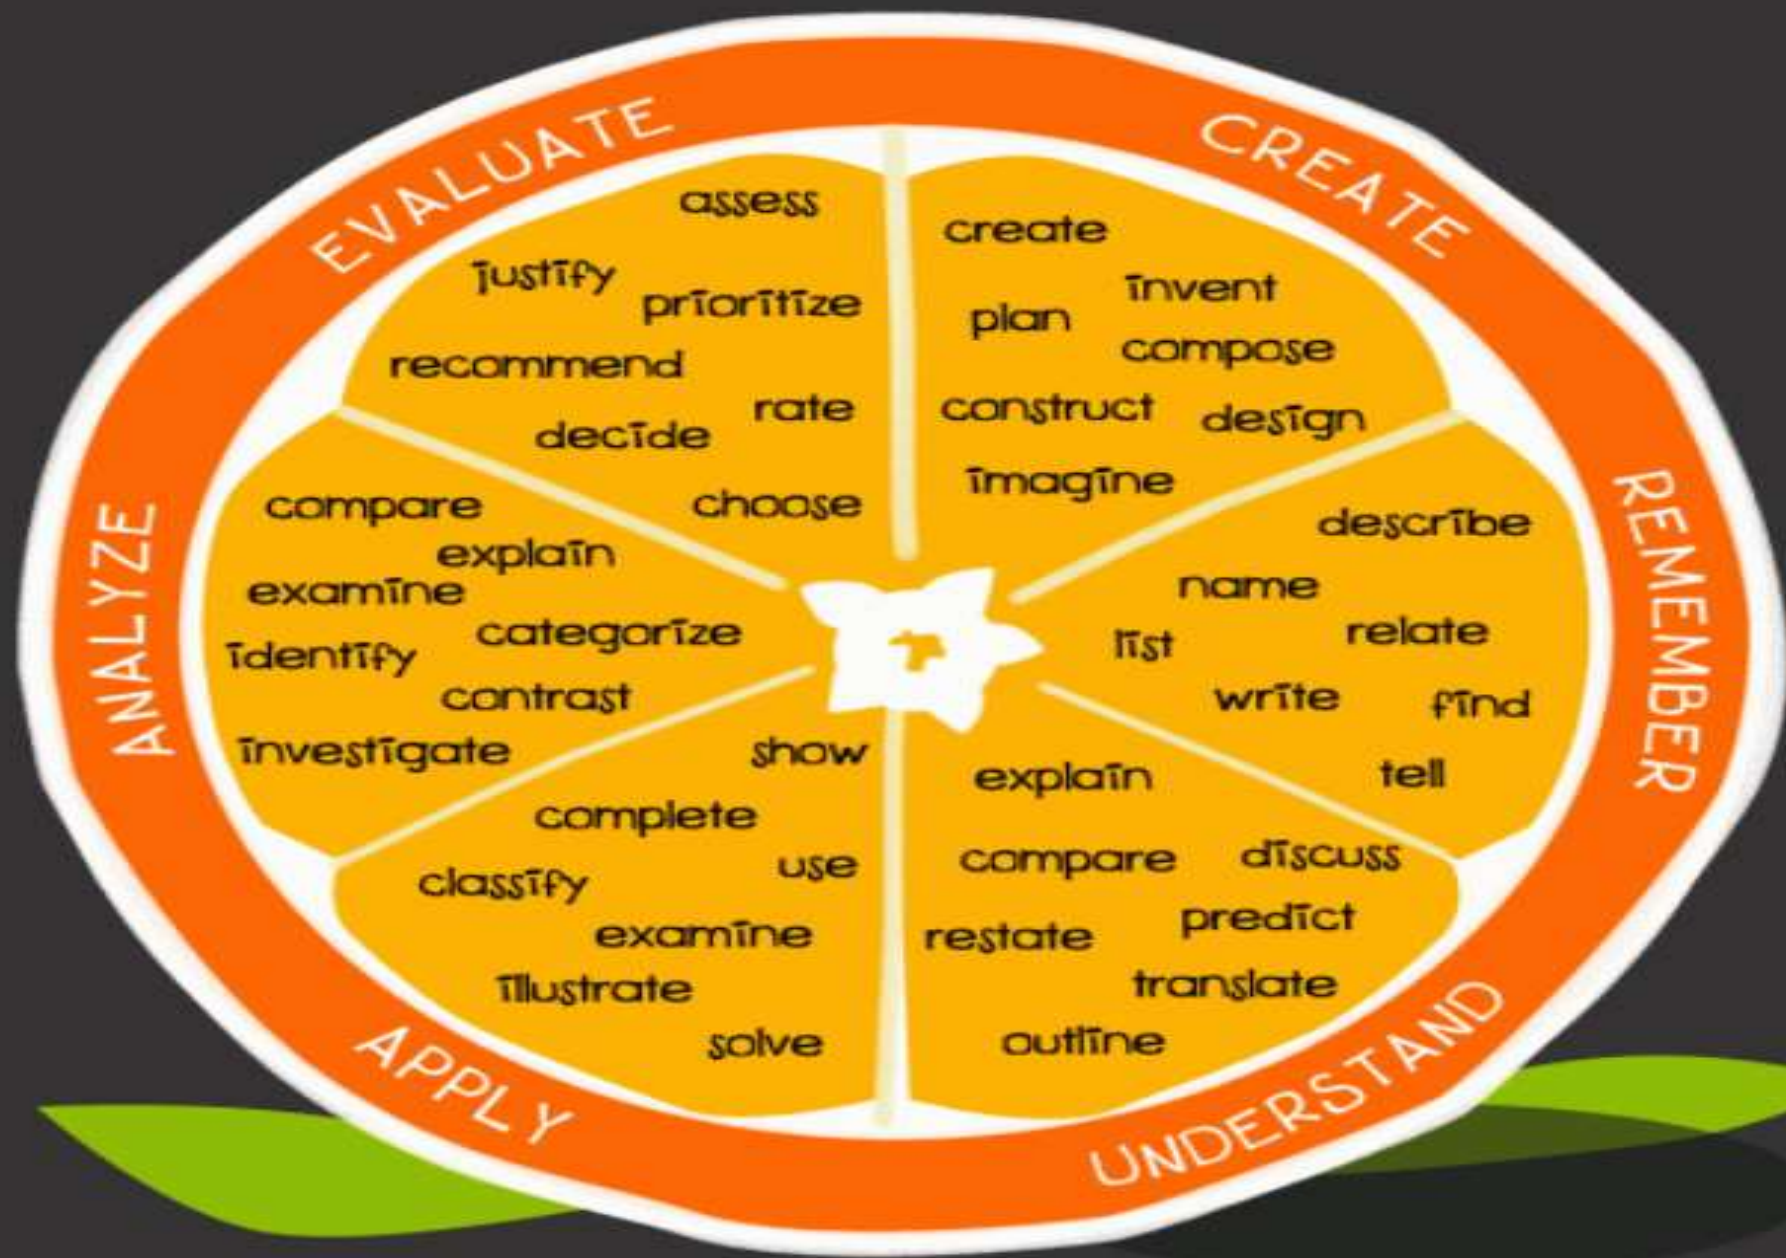 EVALUATE
assess
justify
prioritize
recommend
rate
decide
choose
CREATE
create
invent
plan
compose
construct
design
imagine
REMEMBER
describe
name
list
relate
write
find
tell
UNDERSTAND
explain
compare
discuss
restate
predict
translate
outline
APPLY
show
complete
use
classify
examine
illustrate
solve
ANALYZE
compare
explain
examine
categorize
identify
contrast
investigate